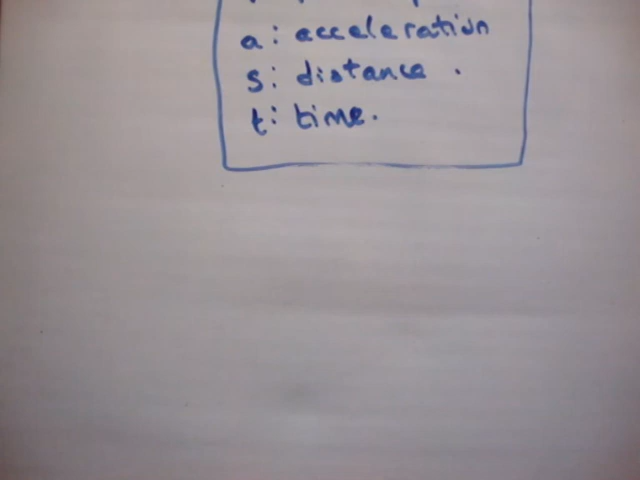 a: acceleration
s: distance.
t: time.